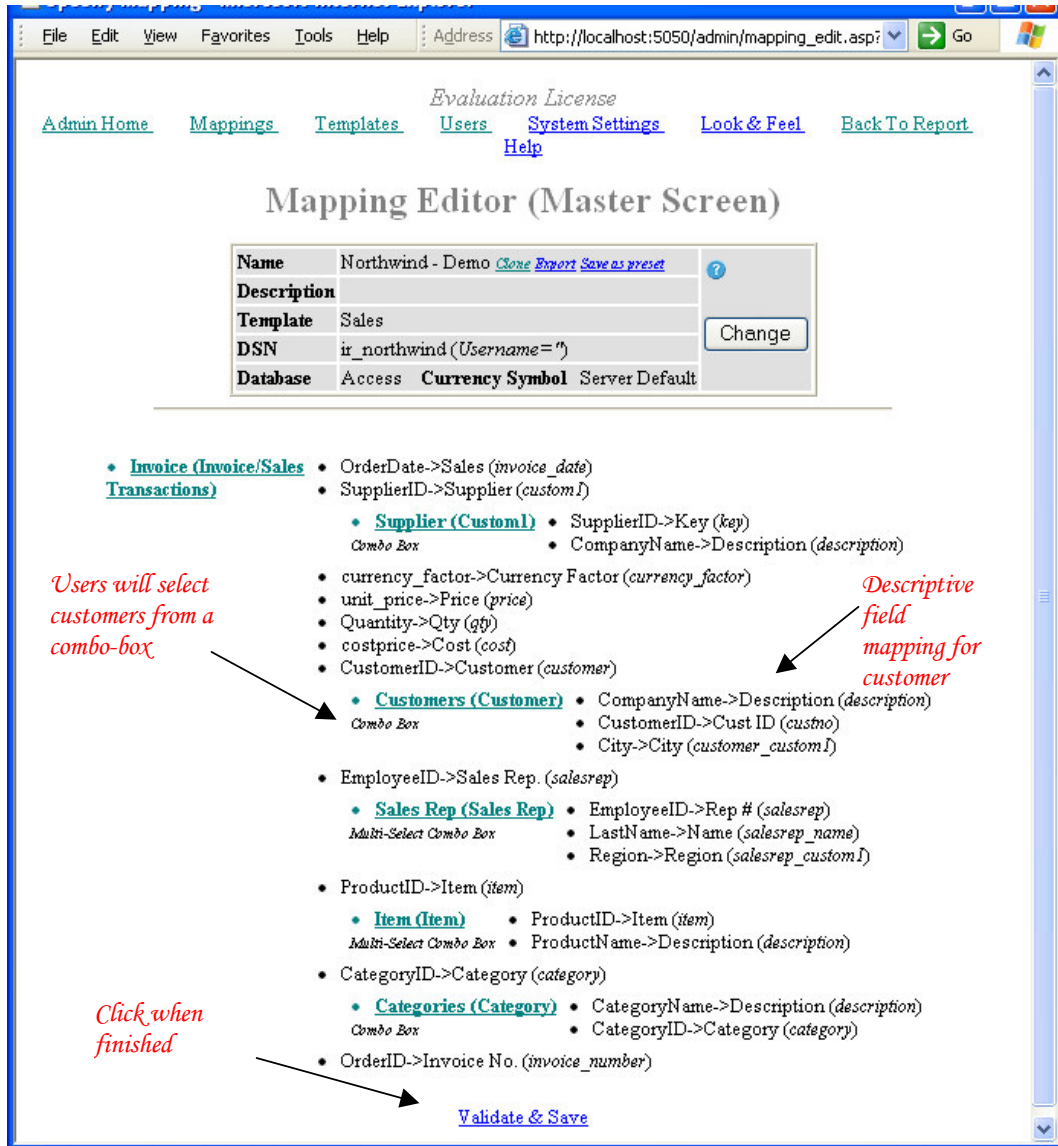 File Edit View Favorites Tools Help Address http://localhost:5050/admin/mapping_edit.asp? Go
Evaluation License
Admin Home Mappings Templates Users System Settings Look & Feel Back To Report
Help
Mapping Editor (Master Screen)
Name Northwind - Demo Clone Export Save as preset
Description
Template Sales
Change
DSN ir_northwind (Username='')
Database Access Currency Symbol Server Default
• Invoice (Invoice/Sales Transactions)
• OrderDate->Sales (invoice_date)
• SupplierID->Supplier (custom1)
• Supplier (Custom1) • SupplierID->Key (key)
Combo Box • CompanyName->Description (description)
• currency_factor->Currency Factor (currency_factor)
• unit_price->Price (price)
• Quantity->Qty (qty)
• costprice->Cost (cost)
• CustomerID->Customer (customer)
Users will select
customers from a
combo-box
Descriptive
field
mapping for
customer
• Customers (Customer) • CompanyName->Description (description)
Combo Box • CustomerID->Cust ID (custno)
• City->City (customer_custom1)
• EmployeeID->Sales Rep. (salesrep)
• Sales Rep (Sales Rep) • EmployeeID->Rep # (salesrep)
Multi-Select Combo Box • LastName->Name (salesrep_name)
• Region->Region (salesrep_custom1)
• ProductID->Item (item)
• Item (Item) • ProductID->Item (item)
Multi-Select Combo Box • ProductName->Description (description)
• CategoryID->Category (category)
• Categories (Category) • CategoryName->Description (description)
Combo Box • CategoryID->Category (category)
Click when
finished
• OrderID->Invoice No. (invoice_number)
Validate & Save